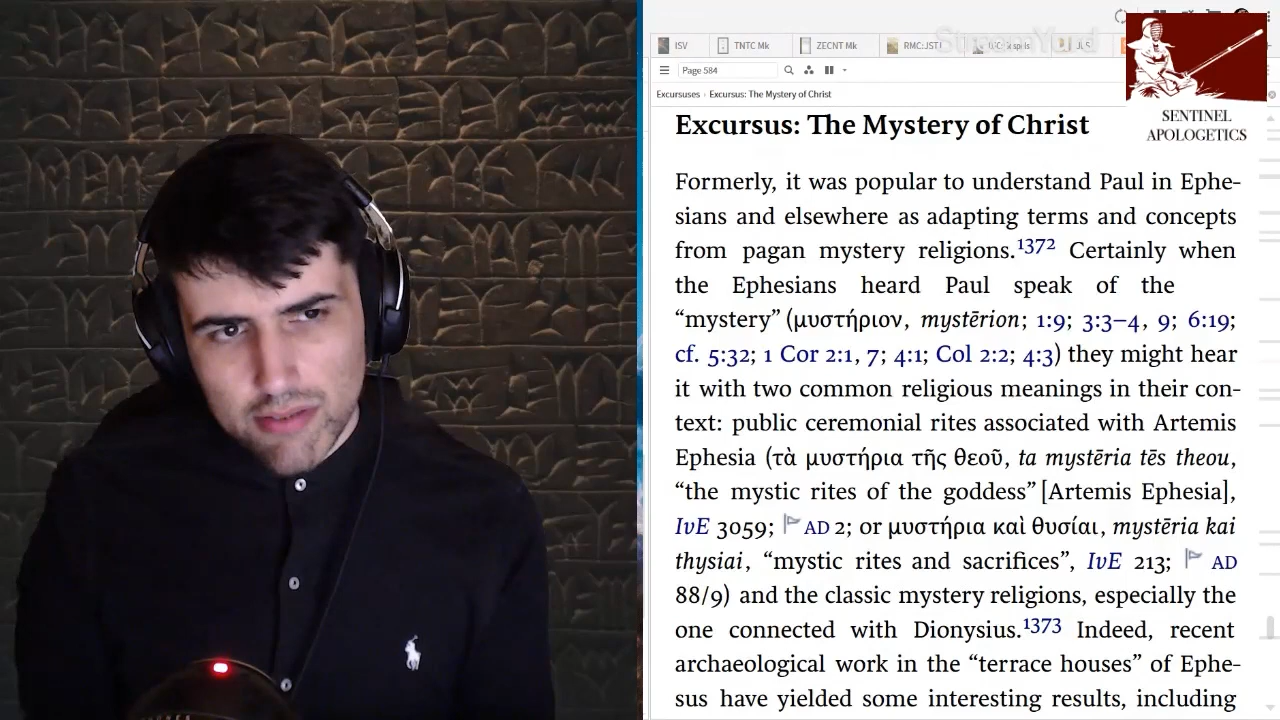 ISV
TNTC Mk
ZECNT Mk
RMC:JSTI
StreamYard
JLS
Page 584
Excursuses › Excursus: The Mystery of Christ
SENTINEL
APOLOGETICS
Excursus: The Mystery of Christ
Formerly, it was popular to understand Paul in Ephe-
sians and elsewhere as adapting terms and concepts
from pagan mystery religions.1372 Certainly when
the Ephesians heard Paul speak of the
“mystery” (μυστήριον, mystērion; 1:9; 3:3–4, 9; 6:19;
cf. 5:32; 1 Cor 2:1, 7; 4:1; Col 2:2; 4:3) they might hear
it with two common religious meanings in their con-
text: public ceremonial rites associated with Artemis
Ephesia (τὰ μυστήρια τῆς θεοῦ, ta mystēria tēs theou,
“the mystic rites of the goddess” [Artemis Ephesia],
IvE 3059; AD 2; or μυστήρια καὶ θυσίαι, mystēria kai
thysiai, “mystic rites and sacrifices”, IvE 213; AD
88/9) and the classic mystery religions, especially the
one connected with Dionysius.1373 Indeed, recent
archaeological work in the “terrace houses” of Ephe-
sus have yielded some interesting results, including